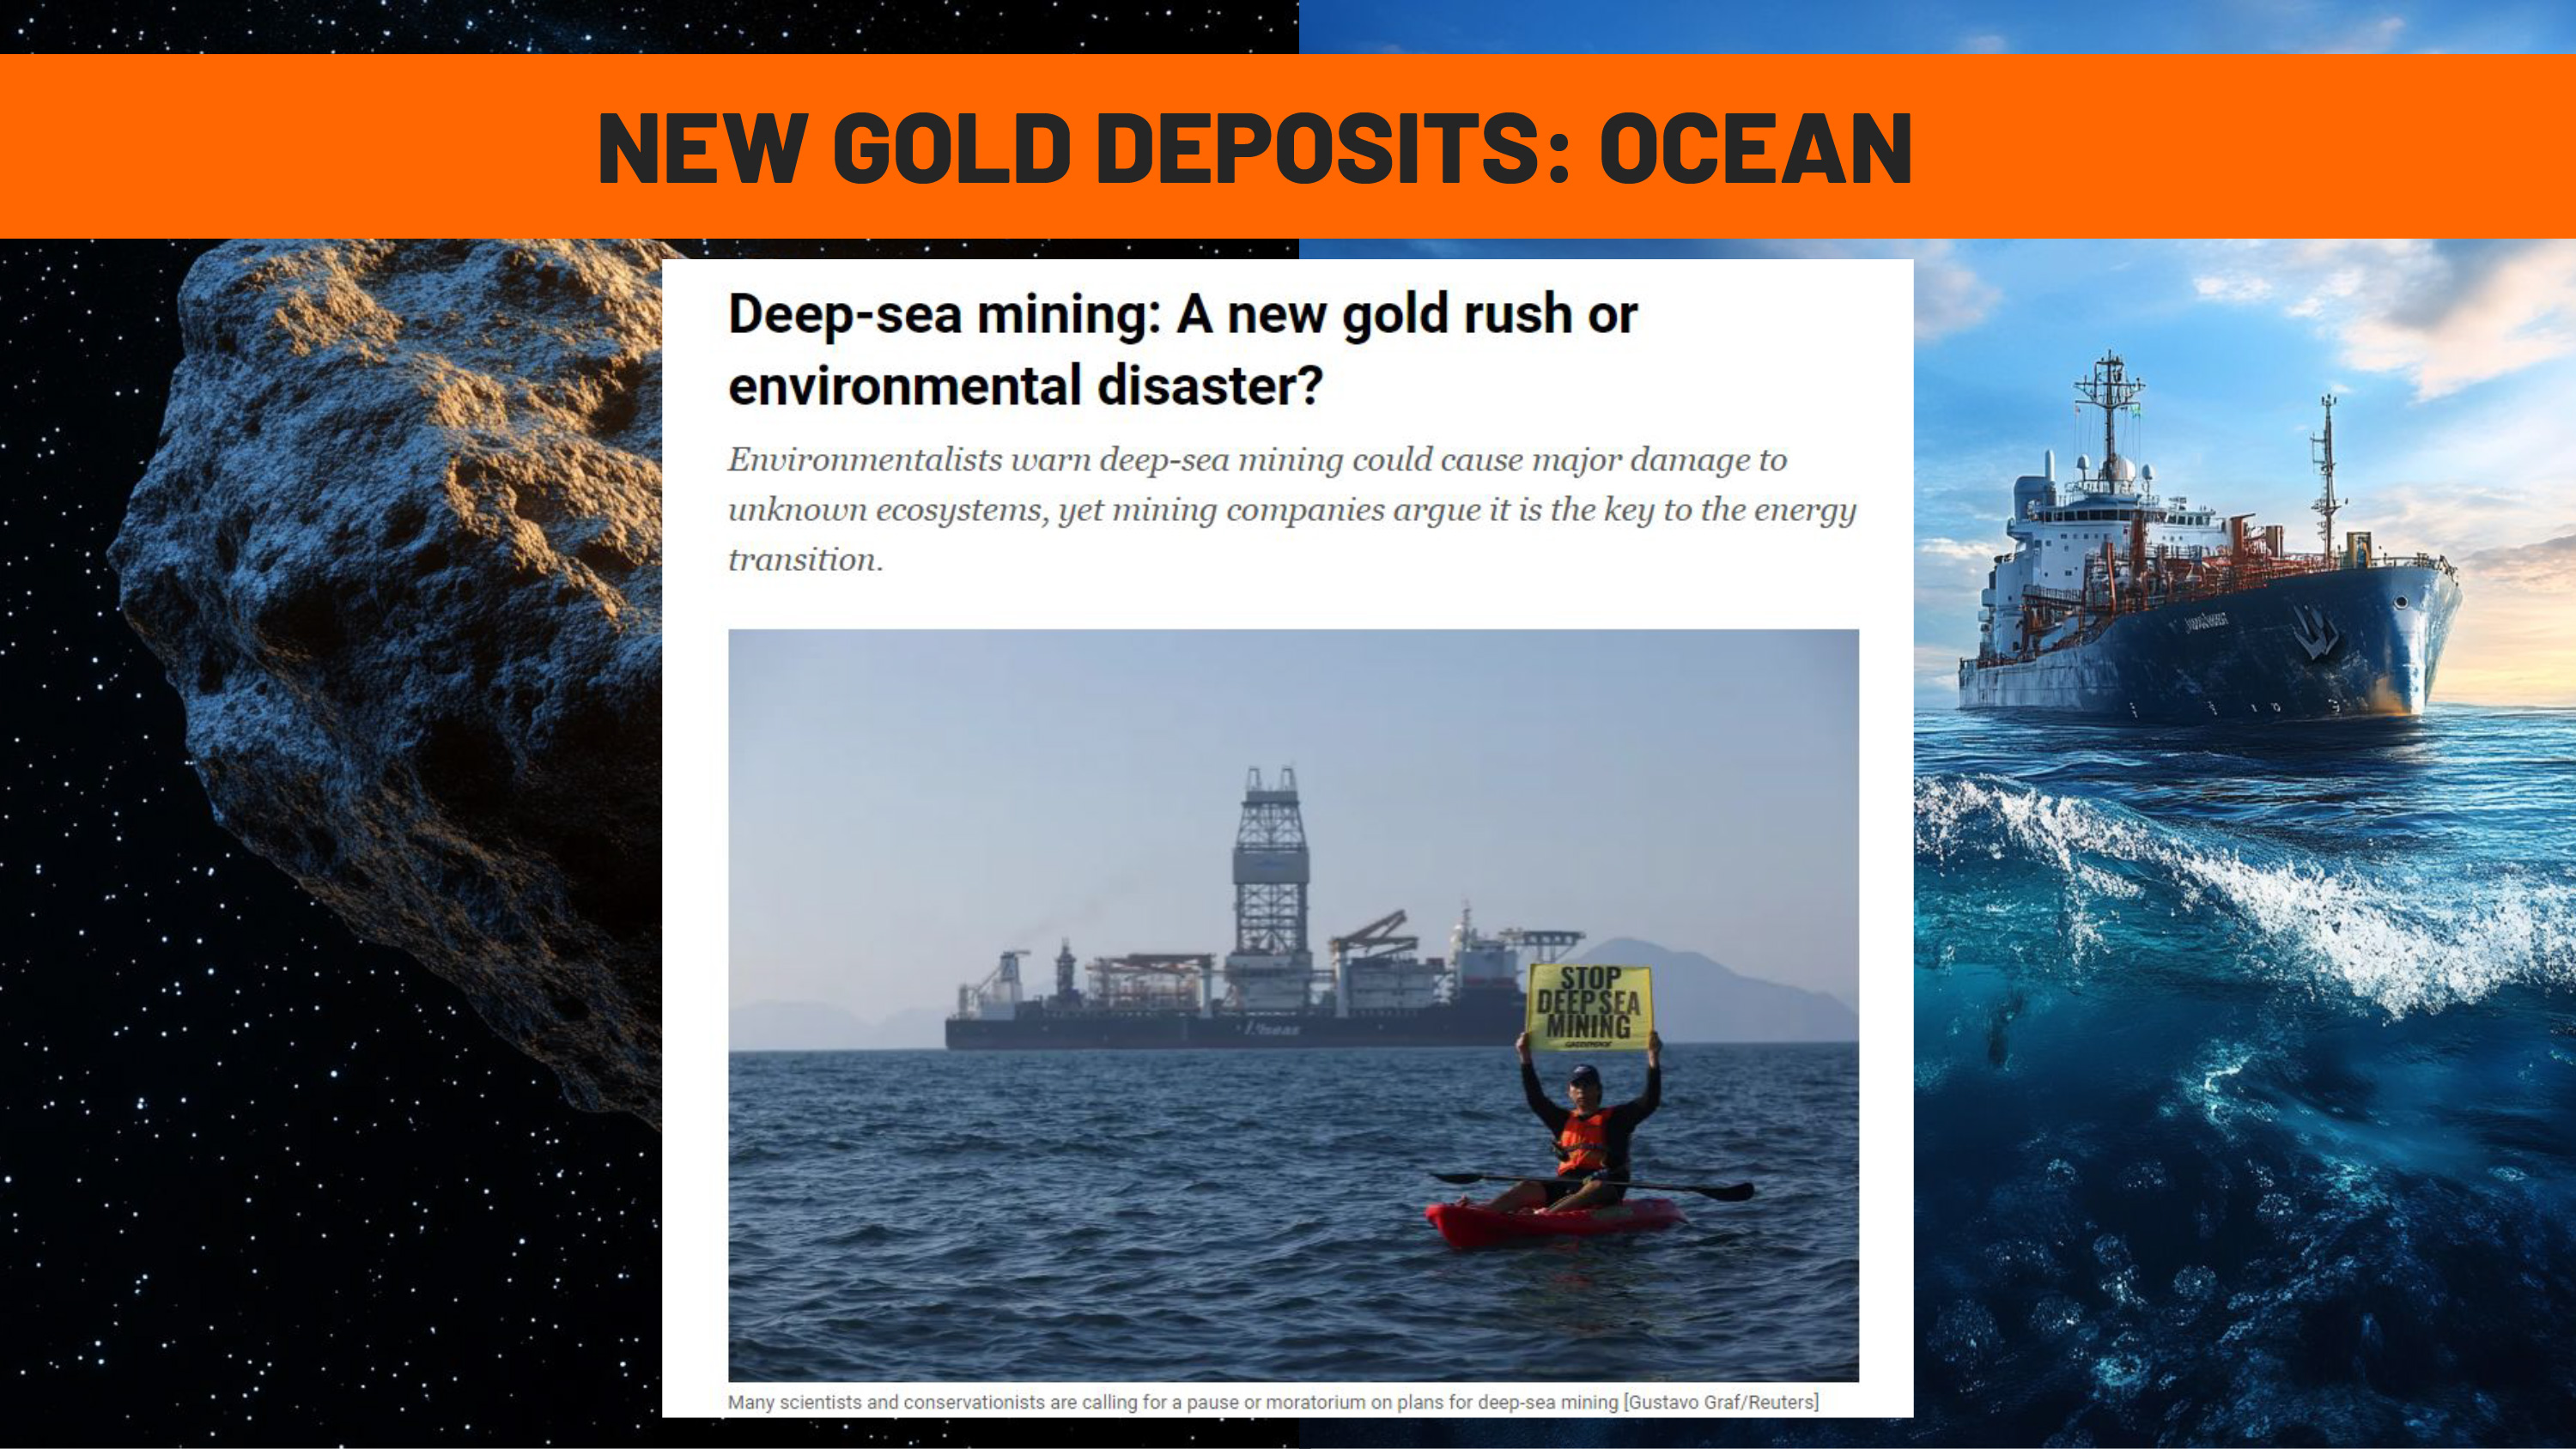 NEW GOLD DEPOSITS: OCEAN
Deep-sea mining: A new gold rush or
environmental disaster?
Environmentalists warn deep-sea mining could cause major damage to
unknown ecosystems, yet mining companies argue it is the key to the energy
transition.
STOP
DEEP SEA
MINING
GREENPEACE
Many scientists and conservationists are calling for a pause or moratorium on plans for deep-sea mining [Gustavo Graf/Reuters]